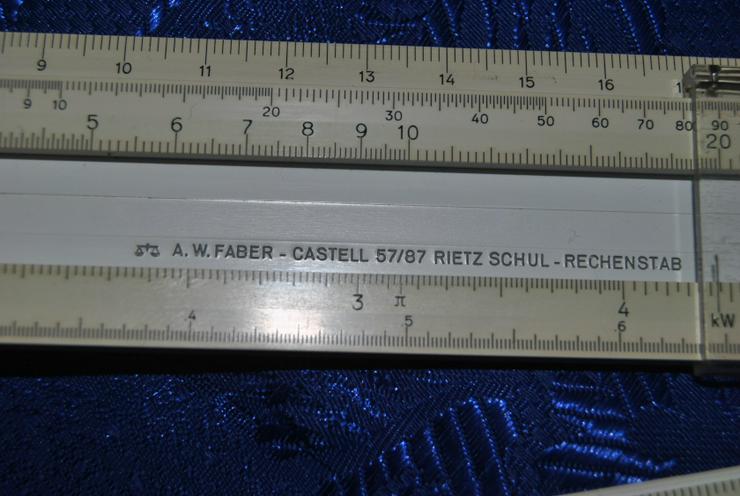 9 10 11 12 13 14 15 16
9 10 20 30 40 50 60 70 80 90
5 6 7 8 9 10 20
A. W. FABER - CASTELL 57/87 RIETZ SCHUL - RECHENSTAB
3 π 4
4 5 6 kW